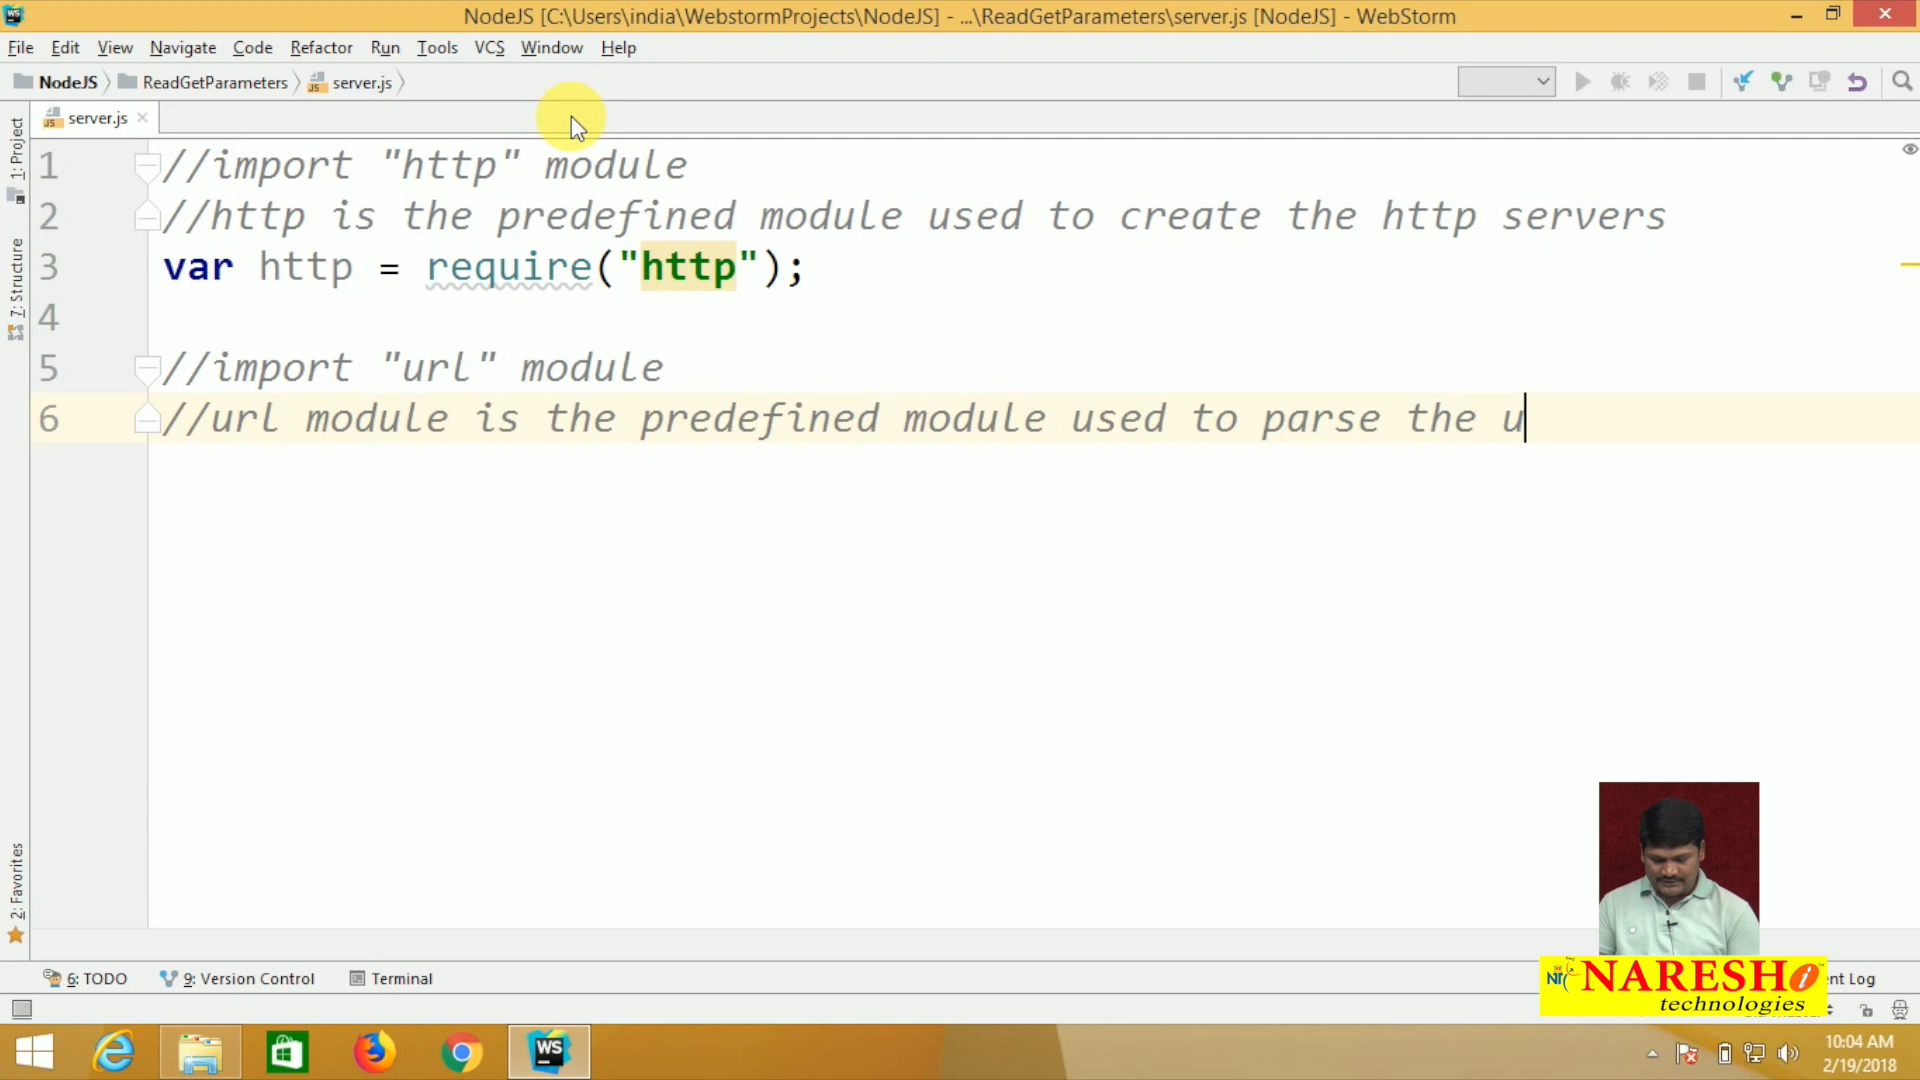 NodeJS [C:\Users\india\WebstormProjects\NodeJS] - ...\ReadGetParameters\server.js [NodeJS] - WebStorm
File Edit View Navigate Code Refactor Run Tools VCS Window Help
NodeJS ReadGetParameters server.js
server.js
1: Project
7: Structure
2: Favorites
1 //import "http" module
2 //http is the predefined module used to create the http servers
3 var http = require("http");
4
5 //import "url" module
6 //url module is the predefined module used to parse the u
6: TODO 9: Version Control Terminal
ent Log
NARESH i
technologies
WS
10:04 AM
2/19/2018